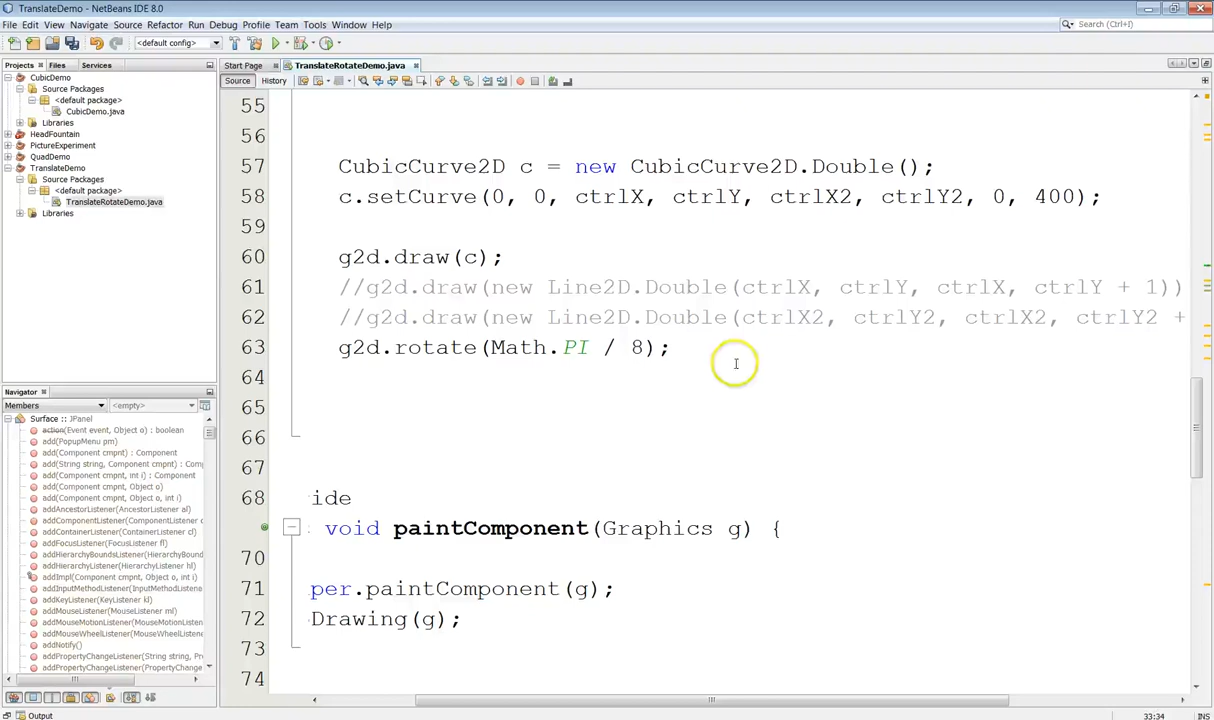 TranslateDemo - NetBeans IDE 8.0
File Edit View Navigate Source Refactor Run Debug Profile Team Tools Window Help
Search (Ctrl+I)
<default config>
Projects Files Services
Start Page TranslateRotateDemo.java
Source History
CubicDemo
Source Packages
<default package>
CubicDemo.java
Libraries
HeadFountain
PictureExperiment
QuadDemo
TranslateDemo
Source Packages
<default package>
TranslateRotateDemo.java
Libraries
Navigator
Members <empty>
Surface :: JPanel
action(Event event, Object o) : boolean
add(PopupMenu pm)
add(Component cmpnt) : Component
add(String string, Component cmpnt) : Compo
add(Component cmpnt, int i) : Component
add(Component cmpnt, Object o)
add(Component cmpnt, Object o, int i)
addAncestorListener(AncestorListener al)
addComponentListener(ComponentListener c
addContainerListener(ContainerListener cl)
addFocusListener(FocusListener fl)
addHierarchyBoundsListener(HierarchyBounds
addHierarchyListener(HierarchyListener hl)
addImpl(Component cmpnt, Object o, int i)
addInputMethodListener(InputMethodListener
addKeyListener(KeyListener kl)
addMouseListener(MouseListener ml)
addMouseMotionListener(MouseMotionListener
addMouseWheelListener(MouseWheelListener
addNotify()
addPropertyChangeListener(PropertyChange
addPropertyChangeListener(String string, Pr
55
56
57 CubicCurve2D c = new CubicCurve2D.Double();
58 c.setCurve(0, 0, ctrlX, ctrlY, ctrlX2, ctrlY2, 0, 400);
59
60 g2d.draw(c);
61 //g2d.draw(new Line2D.Double(ctrlX, ctrlY, ctrlX, ctrlY + 1))
62 //g2d.draw(new Line2D.Double(ctrlX2, ctrlY2, ctrlX2, ctrlY2 +
63 g2d.rotate(Math.PI / 8);
64
65
66
67
68 ide
void paintComponent(Graphics g) {
70
71 per.paintComponent(g);
72 Drawing(g);
73
74
Output
33:34 INS